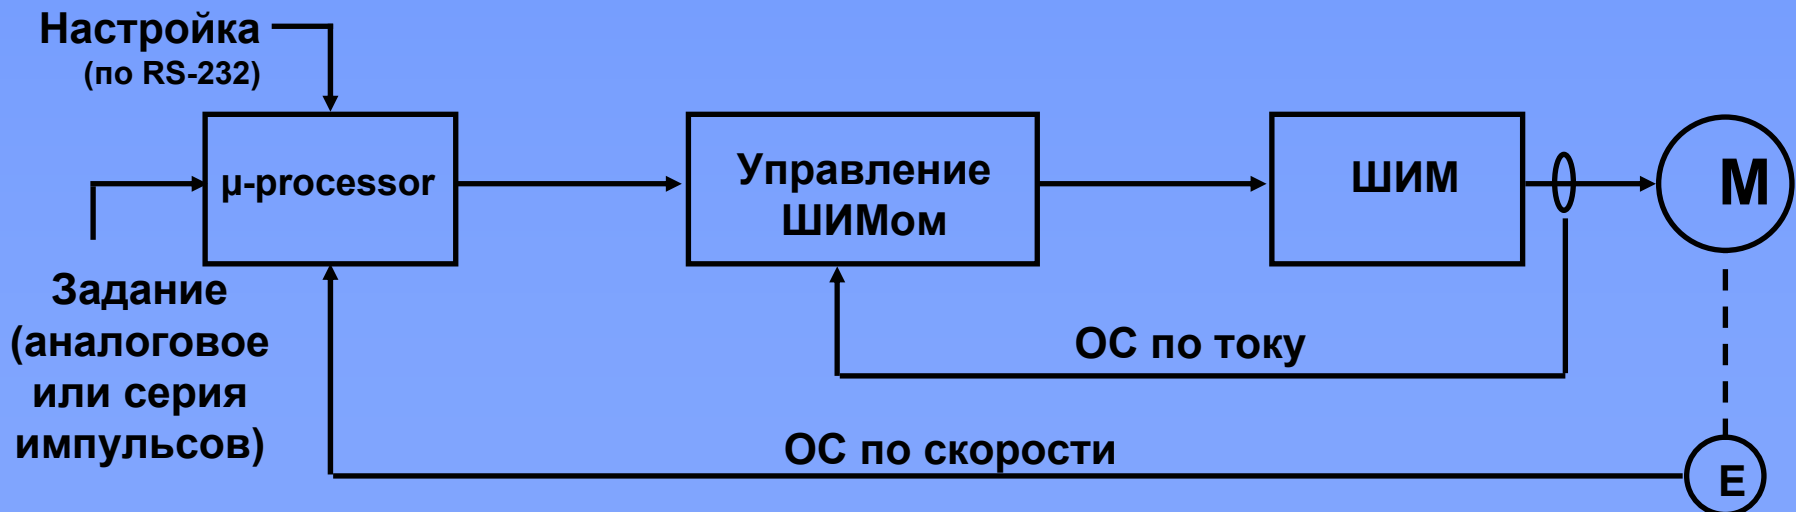 Настройка
(по RS-232)
µ-processor
Управление
ШИМом
ШИМ
М
Задание
(аналоговое
или серия
импульсов)
ОС по току
ОС по скорости
Е